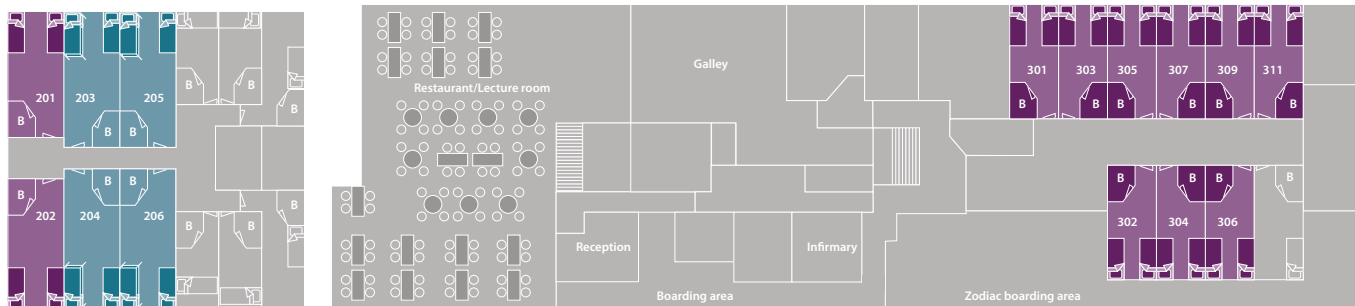 B
B
201
203
205
B
B
B
B
202
204
206
B
B
B
B
B
B
Restaurant/Lecture room
Galley
Reception
Infirmary
Boarding area
Zodiac boarding area
301
303
305
307
309
311
B
B
B
B
B
B
B
B
B
B
302
304
306